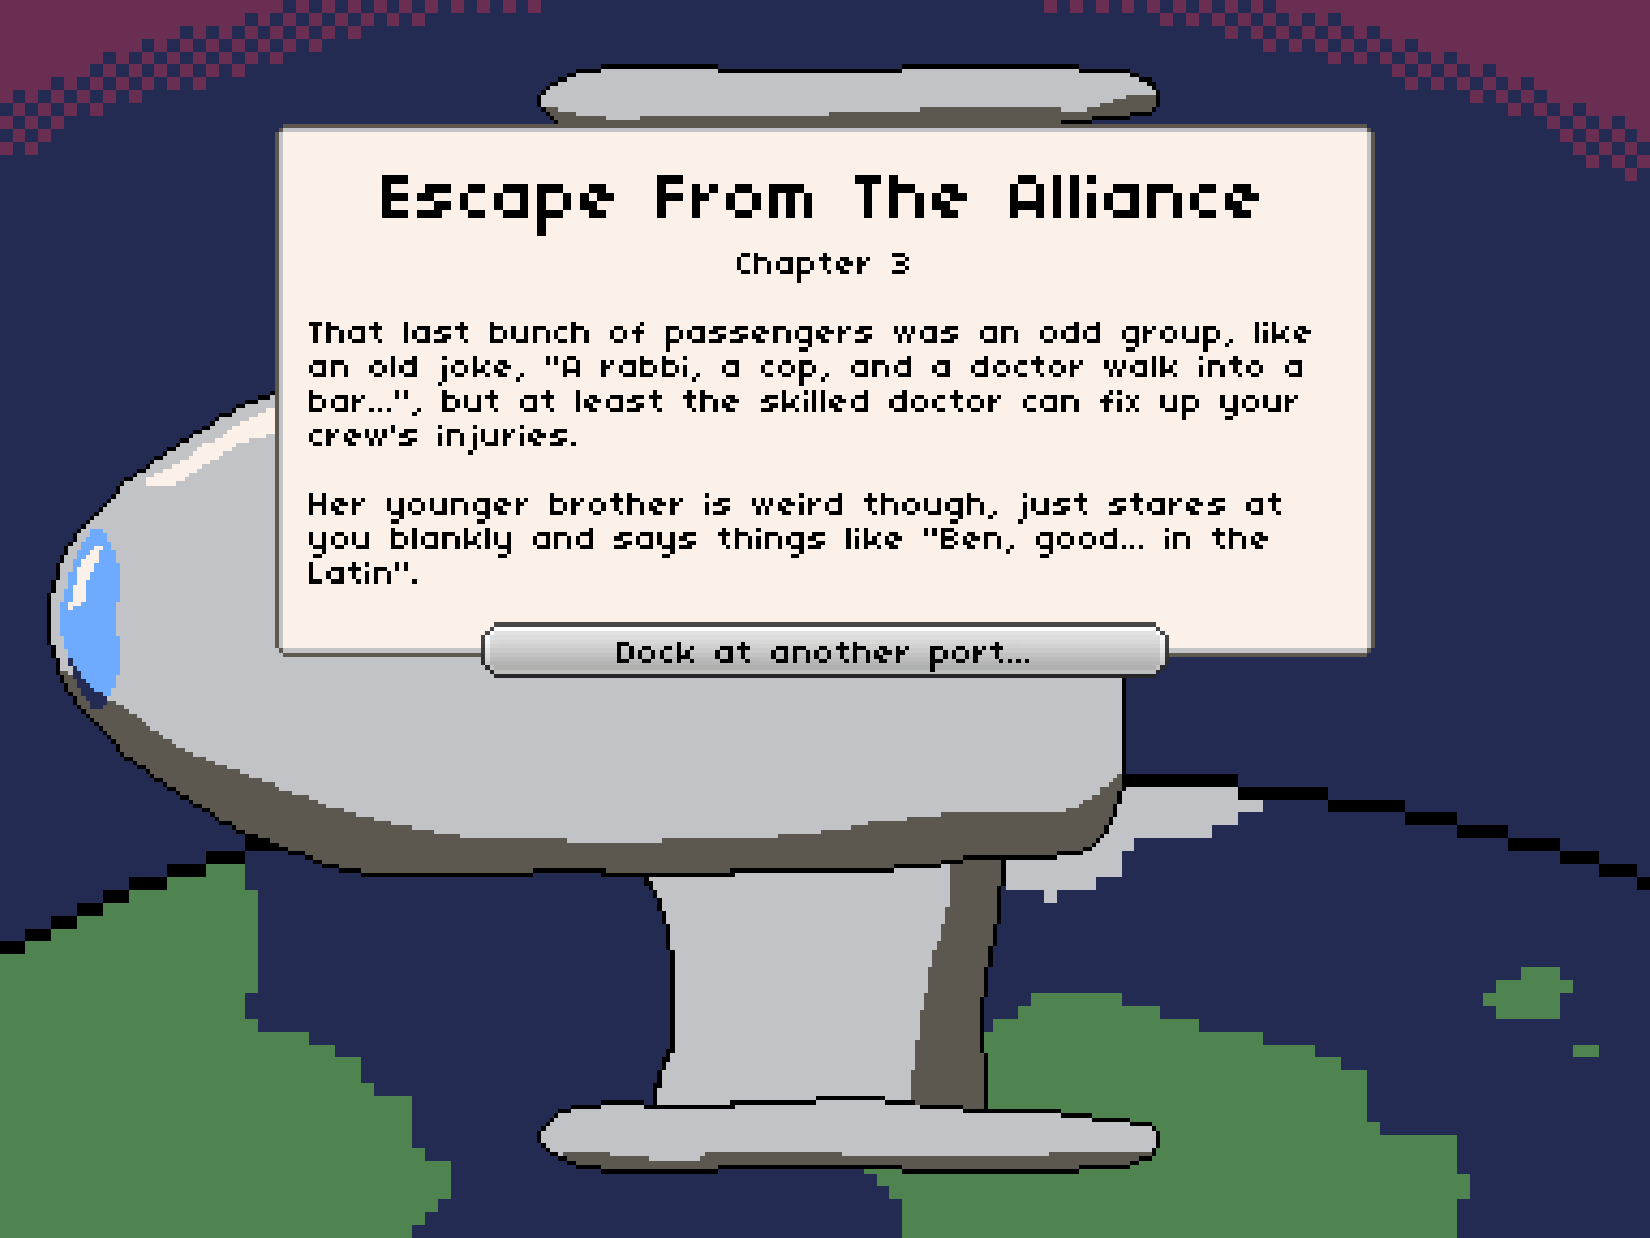 Escape From The Alliance
Chapter 3
That last bunch of passengers was an odd group, like
an old joke, "A rabbi, a cop, and a doctor walk into a
bar...", but at least the skilled doctor can fix up your
crew's injuries.
Her younger brother is weird though, just stares at
you blankly and says things like "Ben, good... in the
Latin".
Dock at another port...